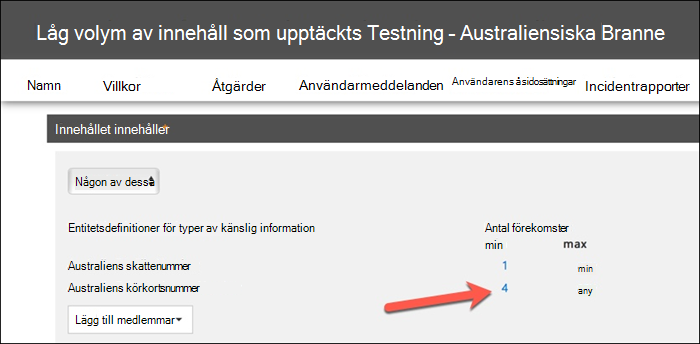 Låg volym av innehåll som upptäckts Testning - Australiensiska Branne
Namn Villkor Åtgärder Användarmeddelanden Användarens åsidosättningar Incidentrapporter
Innehållet innehåller*
Någon av dessa
Entitetsdefinitioner för typer av känslig information Antal förekomster
min max
Australiens skattenummer 1 min
Australiens körkortsnummer 4 any
Lägg till medlemmar